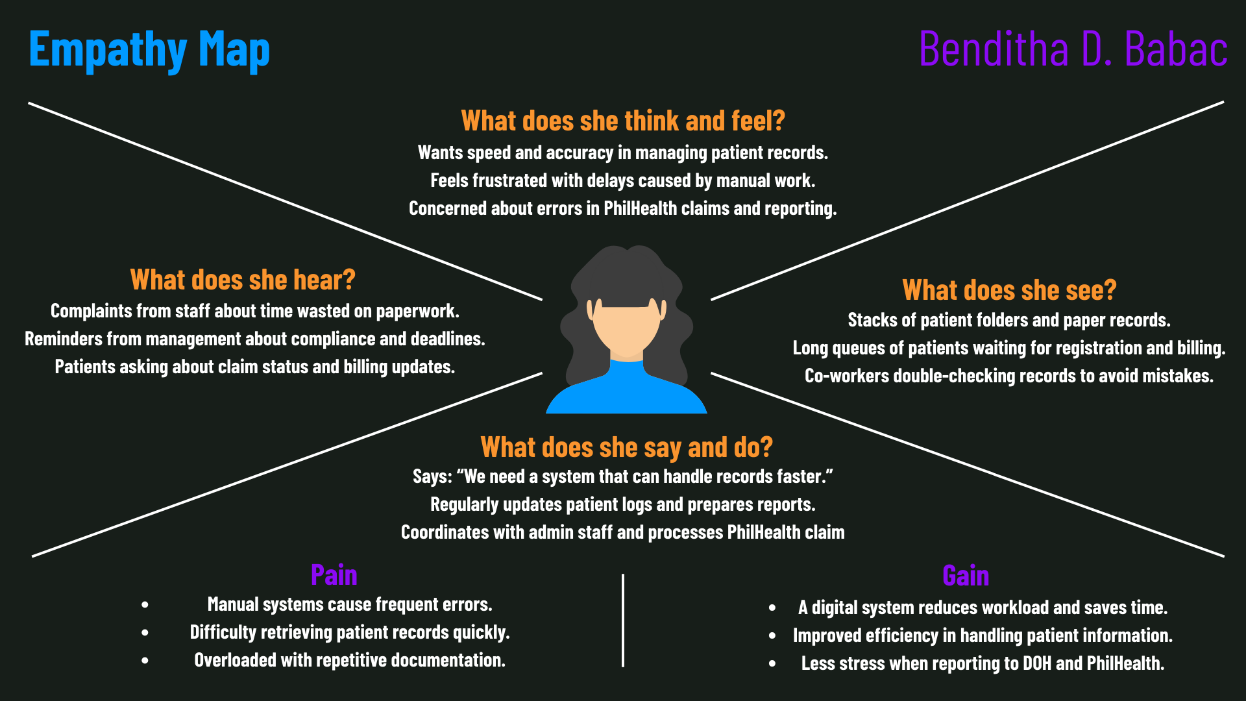 Empathy Map
Benditha D. Babac
What does she think and feel?
Wants speed and accuracy in managing patient records.
Feels frustrated with delays caused by manual work.
Concerned about errors in PhilHealth claims and reporting.
What does she hear?
Complaints from staff about time wasted on paperwork.
Reminders from management about compliance and deadlines.
Patients asking about claim status and billing updates.
What does she see?
Stacks of patient folders and paper records.
Long queues of patients waiting for registration and billing.
Co-workers double-checking records to avoid mistakes.
What does she say and do?
Says: “We need a system that can handle records faster.”
Regularly updates patient logs and prepares reports.
Coordinates with admin staff and processes PhilHealth claim
Pain
• Manual systems cause frequent errors.
• Difficulty retrieving patient records quickly.
• Overloaded with repetitive documentation.
Gain
• A digital system reduces workload and saves time.
• Improved efficiency in handling patient information.
• Less stress when reporting to DOH and PhilHealth.